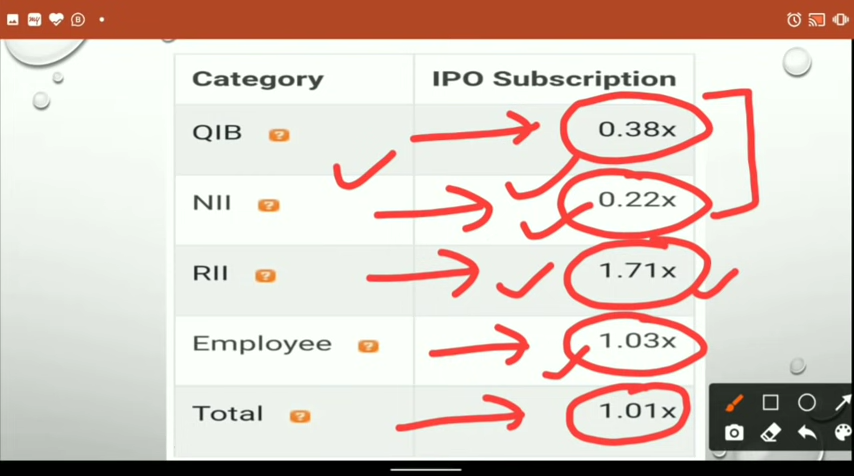 Category IPO Subscription
QIB ? 0.38x
NII ? 0.22x
RII ? 1.71x
Employee ? 1.03x
Total ? 1.01x